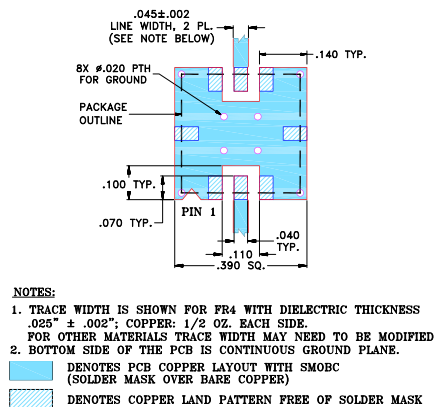 .045±.002
LINE WIDTH, 2 PL.
(SEE NOTE BELOW)
.140 TYP.
8X ø.020 PTH
FOR GROUND
PACKAGE
OUTLINE
.100 TYP.
.070 TYP.
PIN 1
.040
TYP.
.110
.390 SQ.
NOTES:
1. TRACE WIDTH IS SHOWN FOR FR4 WITH DIELECTRIC THICKNESS
.025" ± .002"; COPPER: 1/2 OZ. EACH SIDE.
FOR OTHER MATERIALS TRACE WIDTH MAY NEED TO BE MODIFIED
2. BOTTOM SIDE OF THE PCB IS CONTINUOUS GROUND PLANE.
DENOTES PCB COPPER LAYOUT WITH SMOBC
(SOLDER MASK OVER BARE COPPER)
DENOTES COPPER LAND PATTERN FREE OF SOLDER MASK